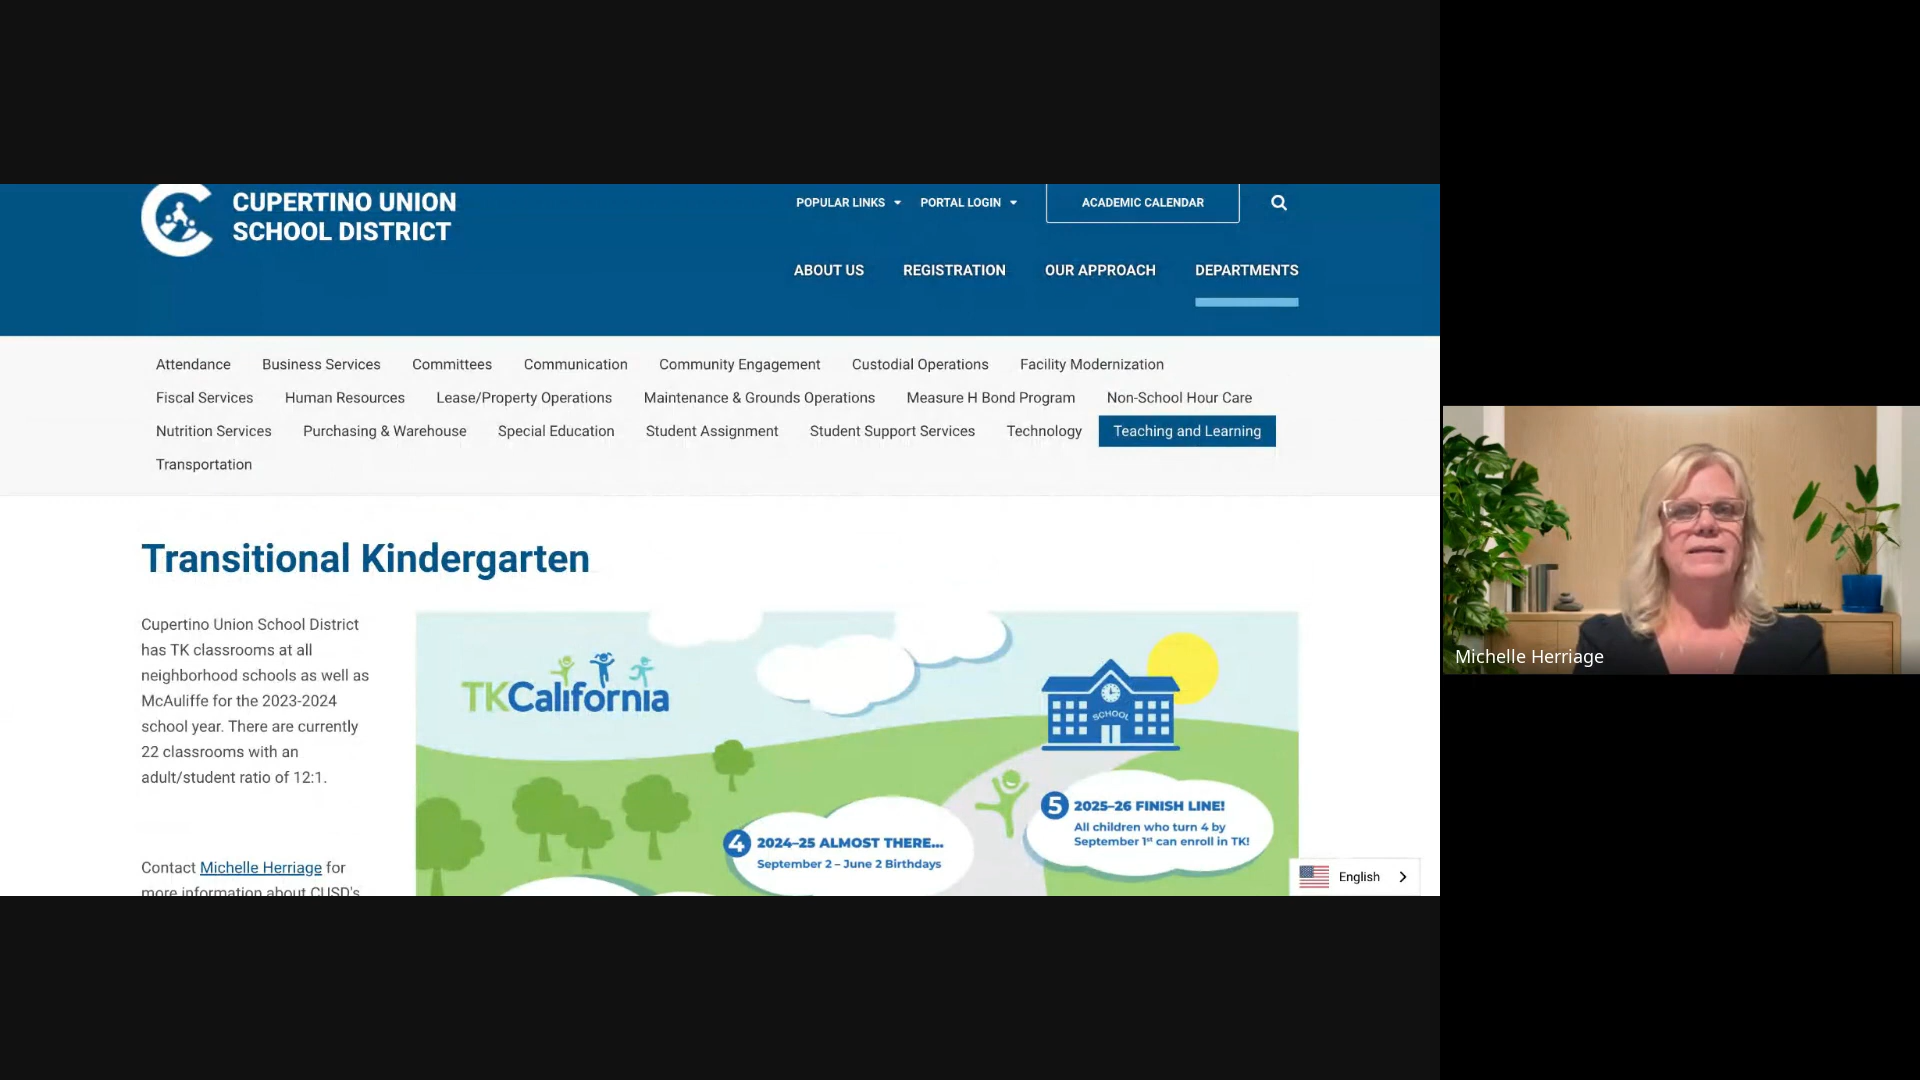 CUPERTINO UNION
SCHOOL DISTRICT
POPULAR LINKS
PORTAL LOGIN
ACADEMIC CALENDAR
ABOUT US
REGISTRATION
OUR APPROACH
DEPARTMENTS
Attendance Business Services Committees Communication Community Engagement Custodial Operations Facility Modernization
Fiscal Services Human Resources Lease/Property Operations Maintenance & Grounds Operations Measure H Bond Program Non-School Hour Care
Nutrition Services Purchasing & Warehouse Special Education Student Assignment Student Support Services Technology Teaching and Learning
Transportation
Transitional Kindergarten
Cupertino Union School District
has TK classrooms at all
neighborhood schools as well as
McAuliffe for the 2023-2024
school year. There are currently
22 classrooms with an
adult/student ratio of 12:1.
Contact Michelle Herriage for
more information about CUSD's
TKCalifornia
SCHOOL
4 2024–25 ALMOST THERE...
September 2 – June 2 Birthdays
5 2025–26 FINISH LINE!
All children who turn 4 by
September 1st can enroll in TK!
English
Michelle Herriage